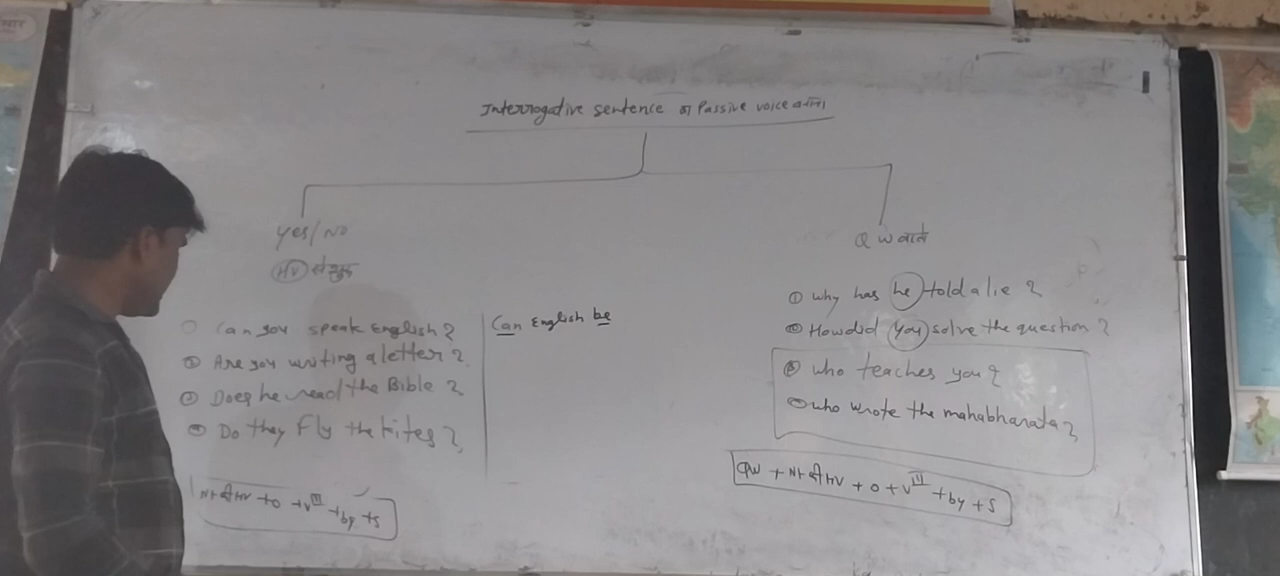 Interrogative sentence का Passive voice बनाना
Yes/No
HV से शुरू
Can you speak English?
② Are you writing a letter?
③ Does he read the Bible?
④ Do they Fly the kites?
N+ की HV + O + V III + by + S
Can English be
QW वाले
① Why has he told a lie?
② How did you solve the question?
③ who teaches you?
④ who wrote the mahabharata?
QW + N+ की HV + O + V III + by + S